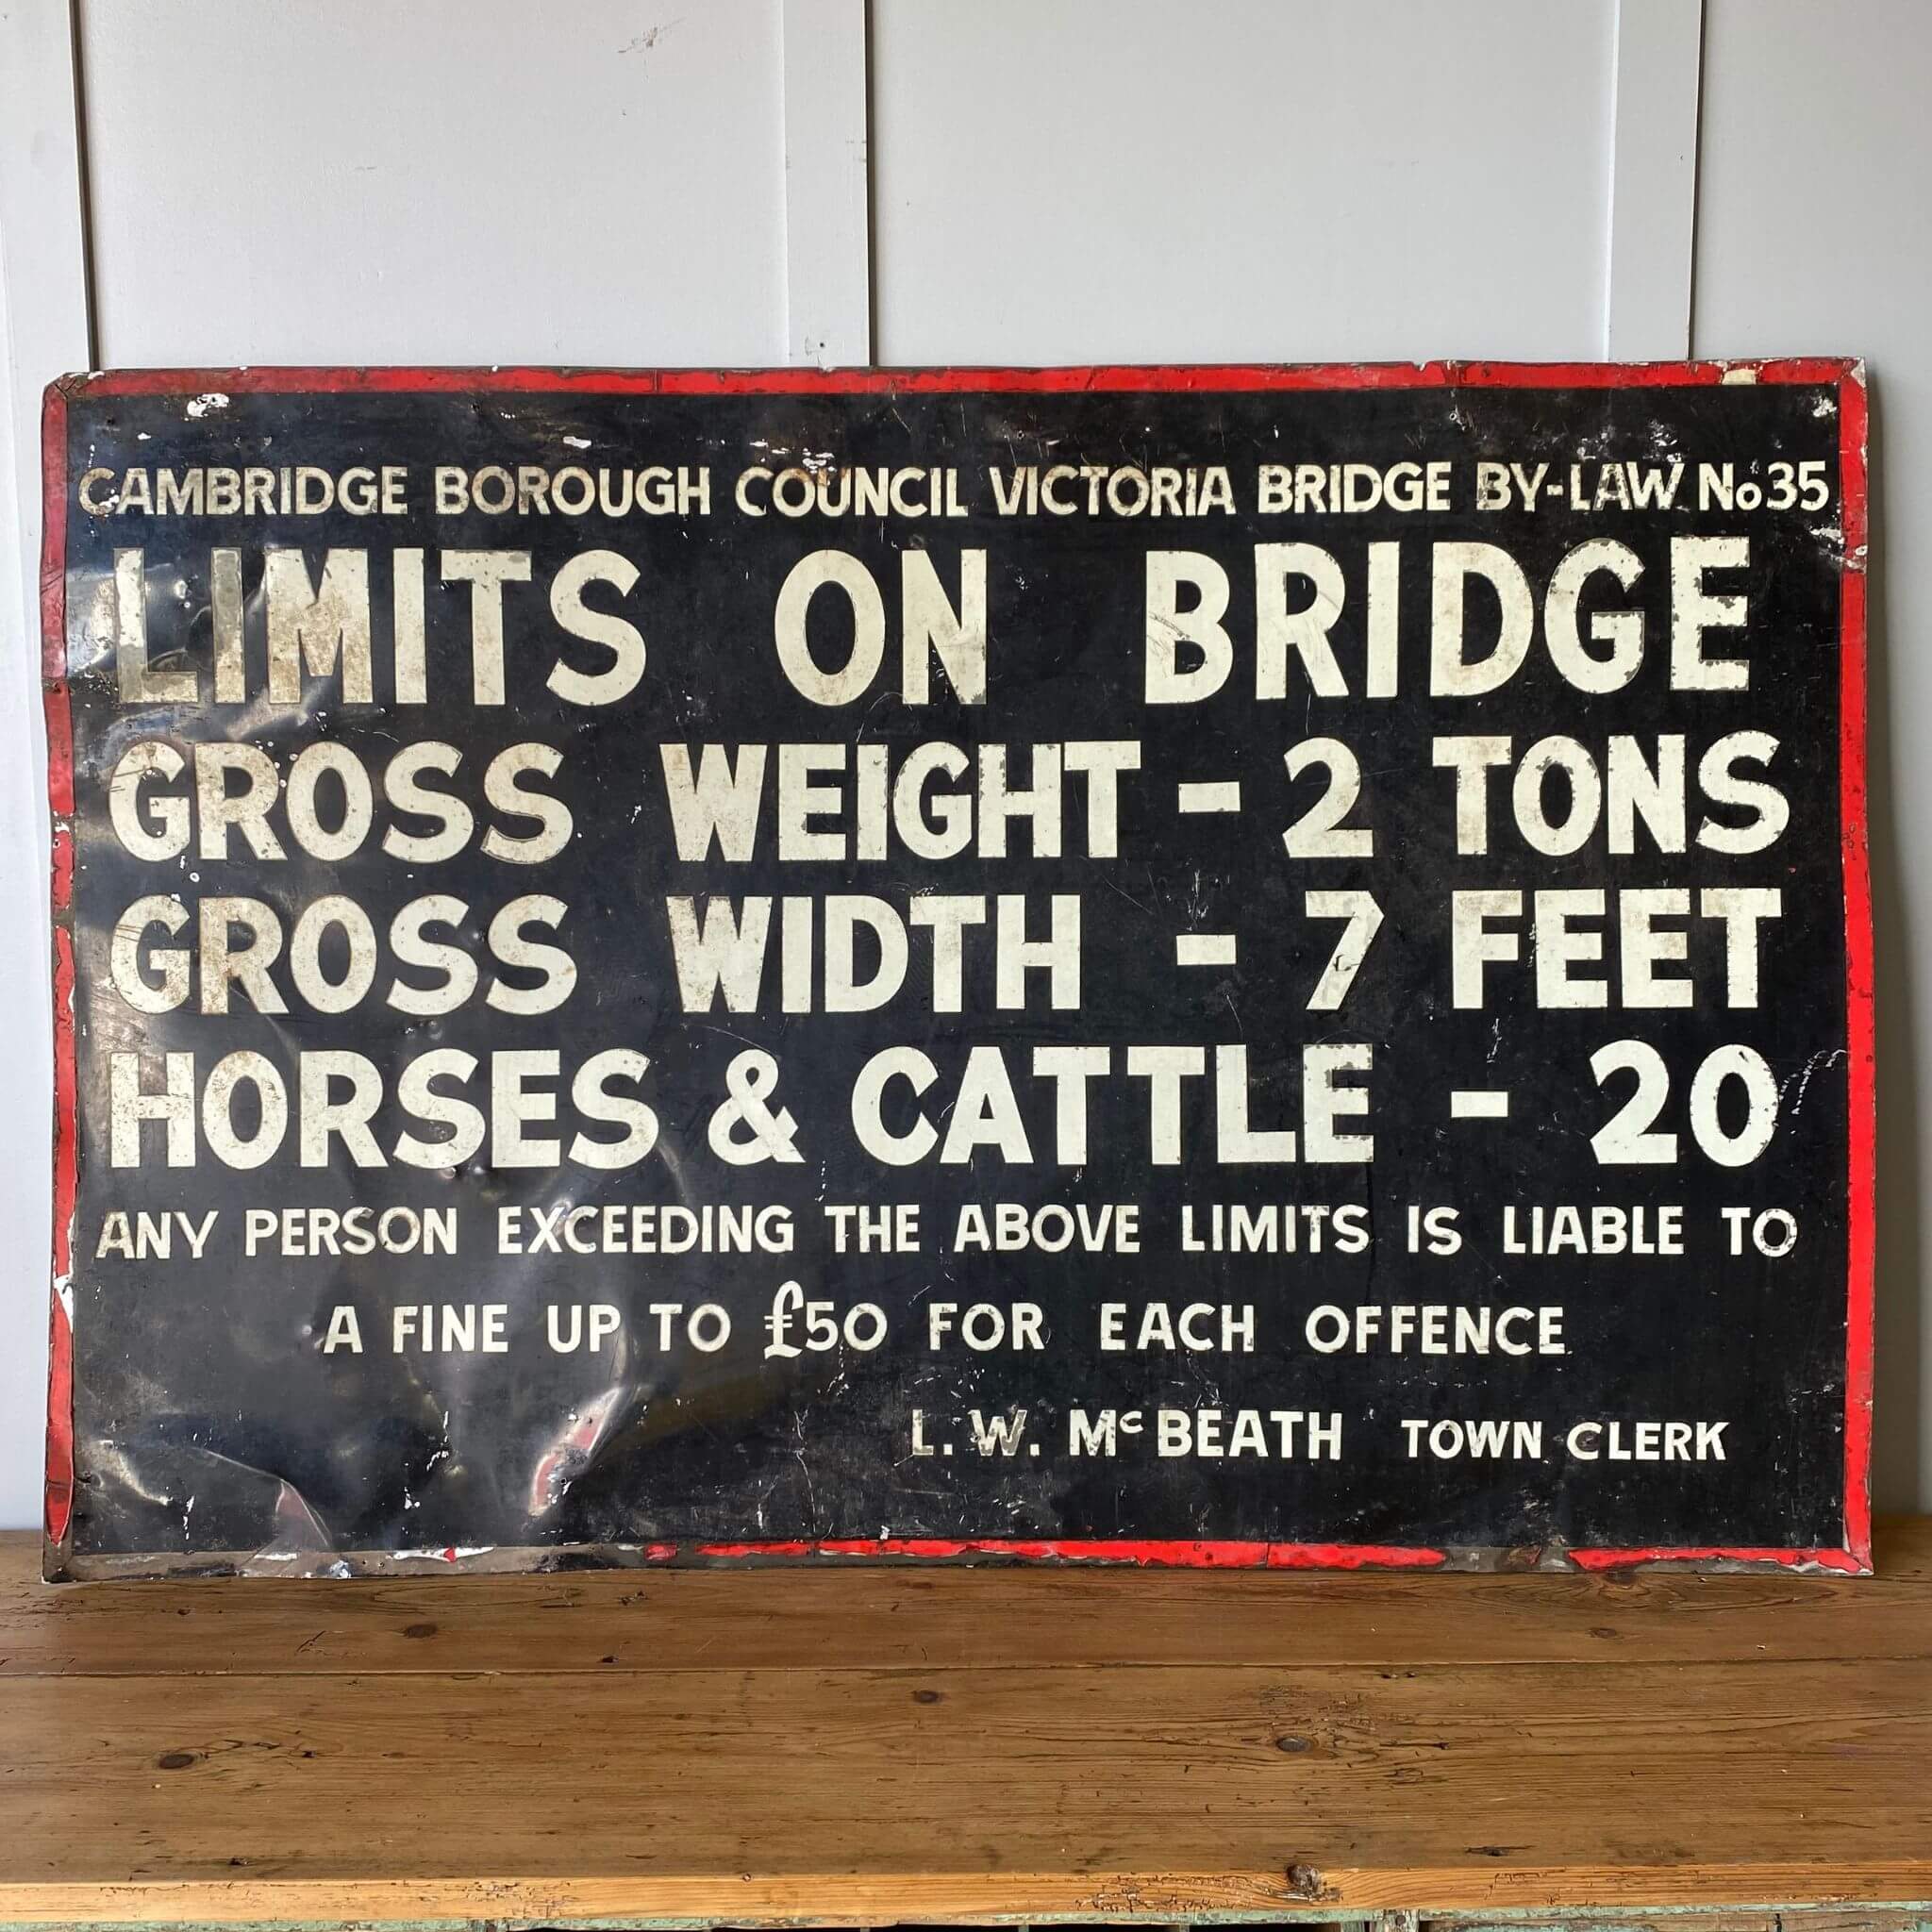 CAMBRIDGE BOROUGH COUNCIL VICTORIA BRIDGE BY-LAW No 35
LIMITS ON BRIDGE
GROSS WEIGHT - 2 TONS
GROSS WIDTH - 7 FEET
HORSES & CATTLE - 20
ANY PERSON EXCEEDING THE ABOVE LIMITS IS LIABLE TO
A FINE UP TO £50 FOR EACH OFFENCE
L. W. McBEATH TOWN CLERK